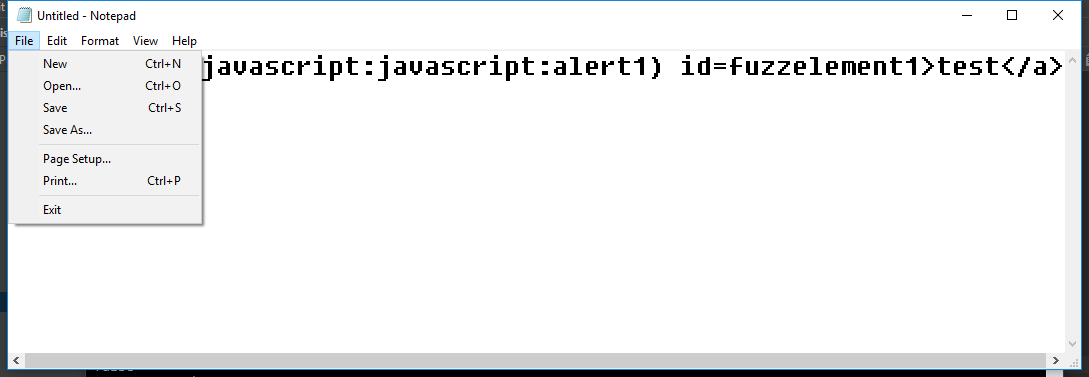 Untitled - Notepad
File Edit Format View Help
javascript:javascript:alert1) id=fuzzelement1>test</a>
New Ctrl+N
Open... Ctrl+O
Save Ctrl+S
Save As...
Page Setup...
Print... Ctrl+P
Exit